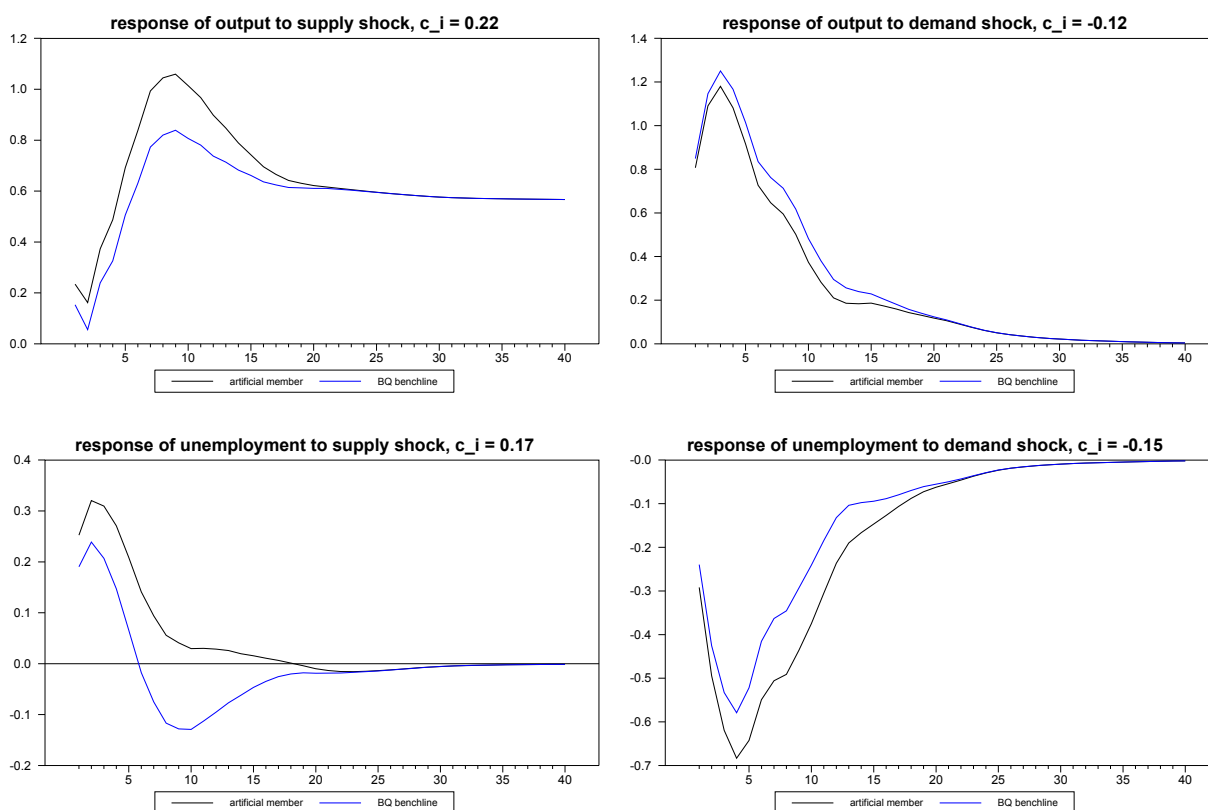 response of output to supply shock, c_i = 0.22
1.2
1.0
0.8
0.6
0.4
0.2
0.0
5 10 15 20 25 30 35 40
artificial member BQ benchline
response of output to demand shock, c_i = -0.12
1.4
1.2
1.0
0.8
0.6
0.4
0.2
0.0
5 10 15 20 25 30 35 40
artificial member BQ benchline
response of unemployment to supply shock, c_i = 0.17
0.4
0.3
0.2
0.1
0.0
-0.1
-0.2
5 10 15 20 25 30 35 40
artificial member BQ benchline
response of unemployment to demand shock, c_i = -0.15
-0.0
-0.1
-0.2
-0.3
-0.4
-0.5
-0.6
-0.7
5 10 15 20 25 30 35 40
artificial member BQ benchline